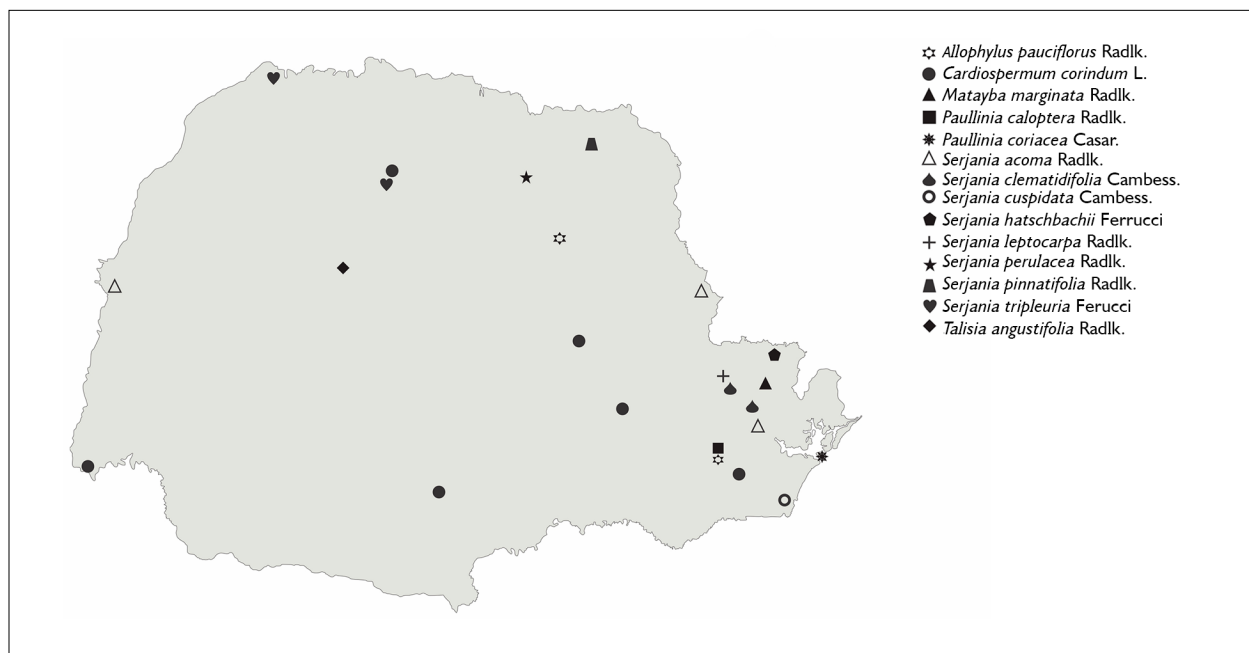 Allophylus pauciflorus Radlk.
Cardiospermum corindum L.
Matayba marginata Radlk.
Paullinia caloptera Radlk.
Paullinia coriacea Casar.
Serjania acoma Radlk.
Serjania clematidifolia Cambess.
Serjania cuspidata Cambess.
Serjania hatschbachii Ferrucci
Serjania leptocarpa Radlk.
Serjania perulacea Radlk.
Serjania pinnatifolia Radlk.
Serjania tripleuria Ferucci
Talisia angustifolia Radlk.